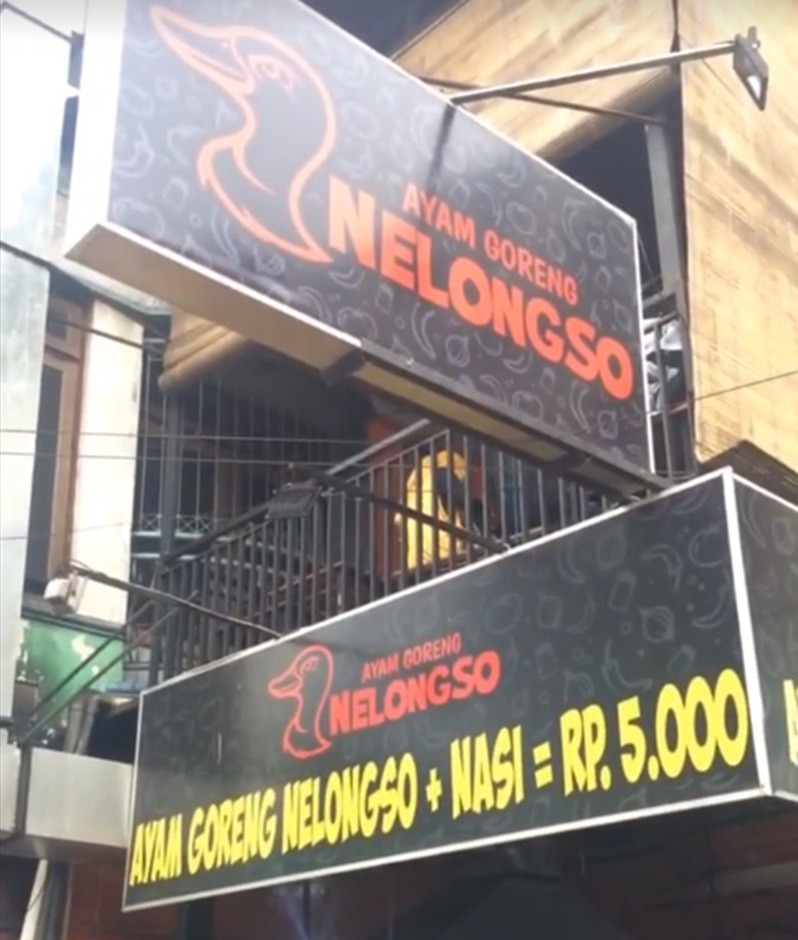 AYAM GORENG
NELONGSO
AYAM GORENG
NELONGSO
AYAM GORENG NELONGSO + NASI = RP. 5.000